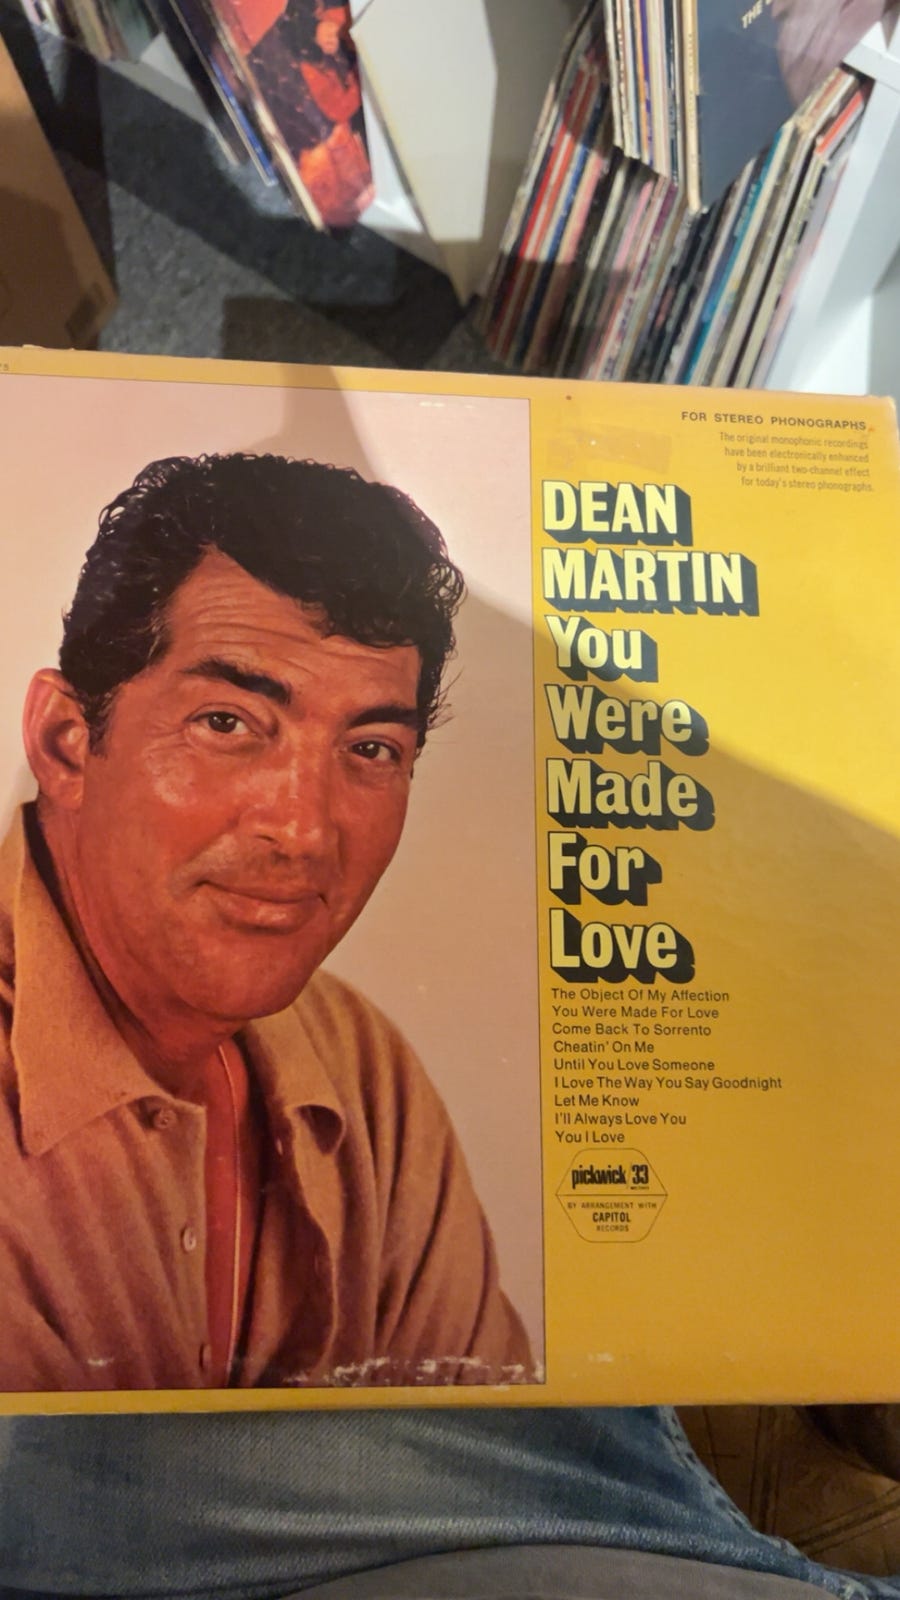 THE
FOR STEREO PHONOGRAPHS
The original monophonic recordings
have been electronically enhanced
by a brilliant two-channel effect
for today's stereo phonographs.
DEAN
MARTIN
You
Were
Made
For
Love
The Object Of My Affection
You Were Made For Love
Come Back To Sorrento
Cheatin' On Me
Until You Love Someone
I Love The Way You Say Goodnight
Let Me Know
I'll Always Love You
You I Love
pickwick 33
BY ARRANGEMENT WITH
CAPITOL
RECORDS